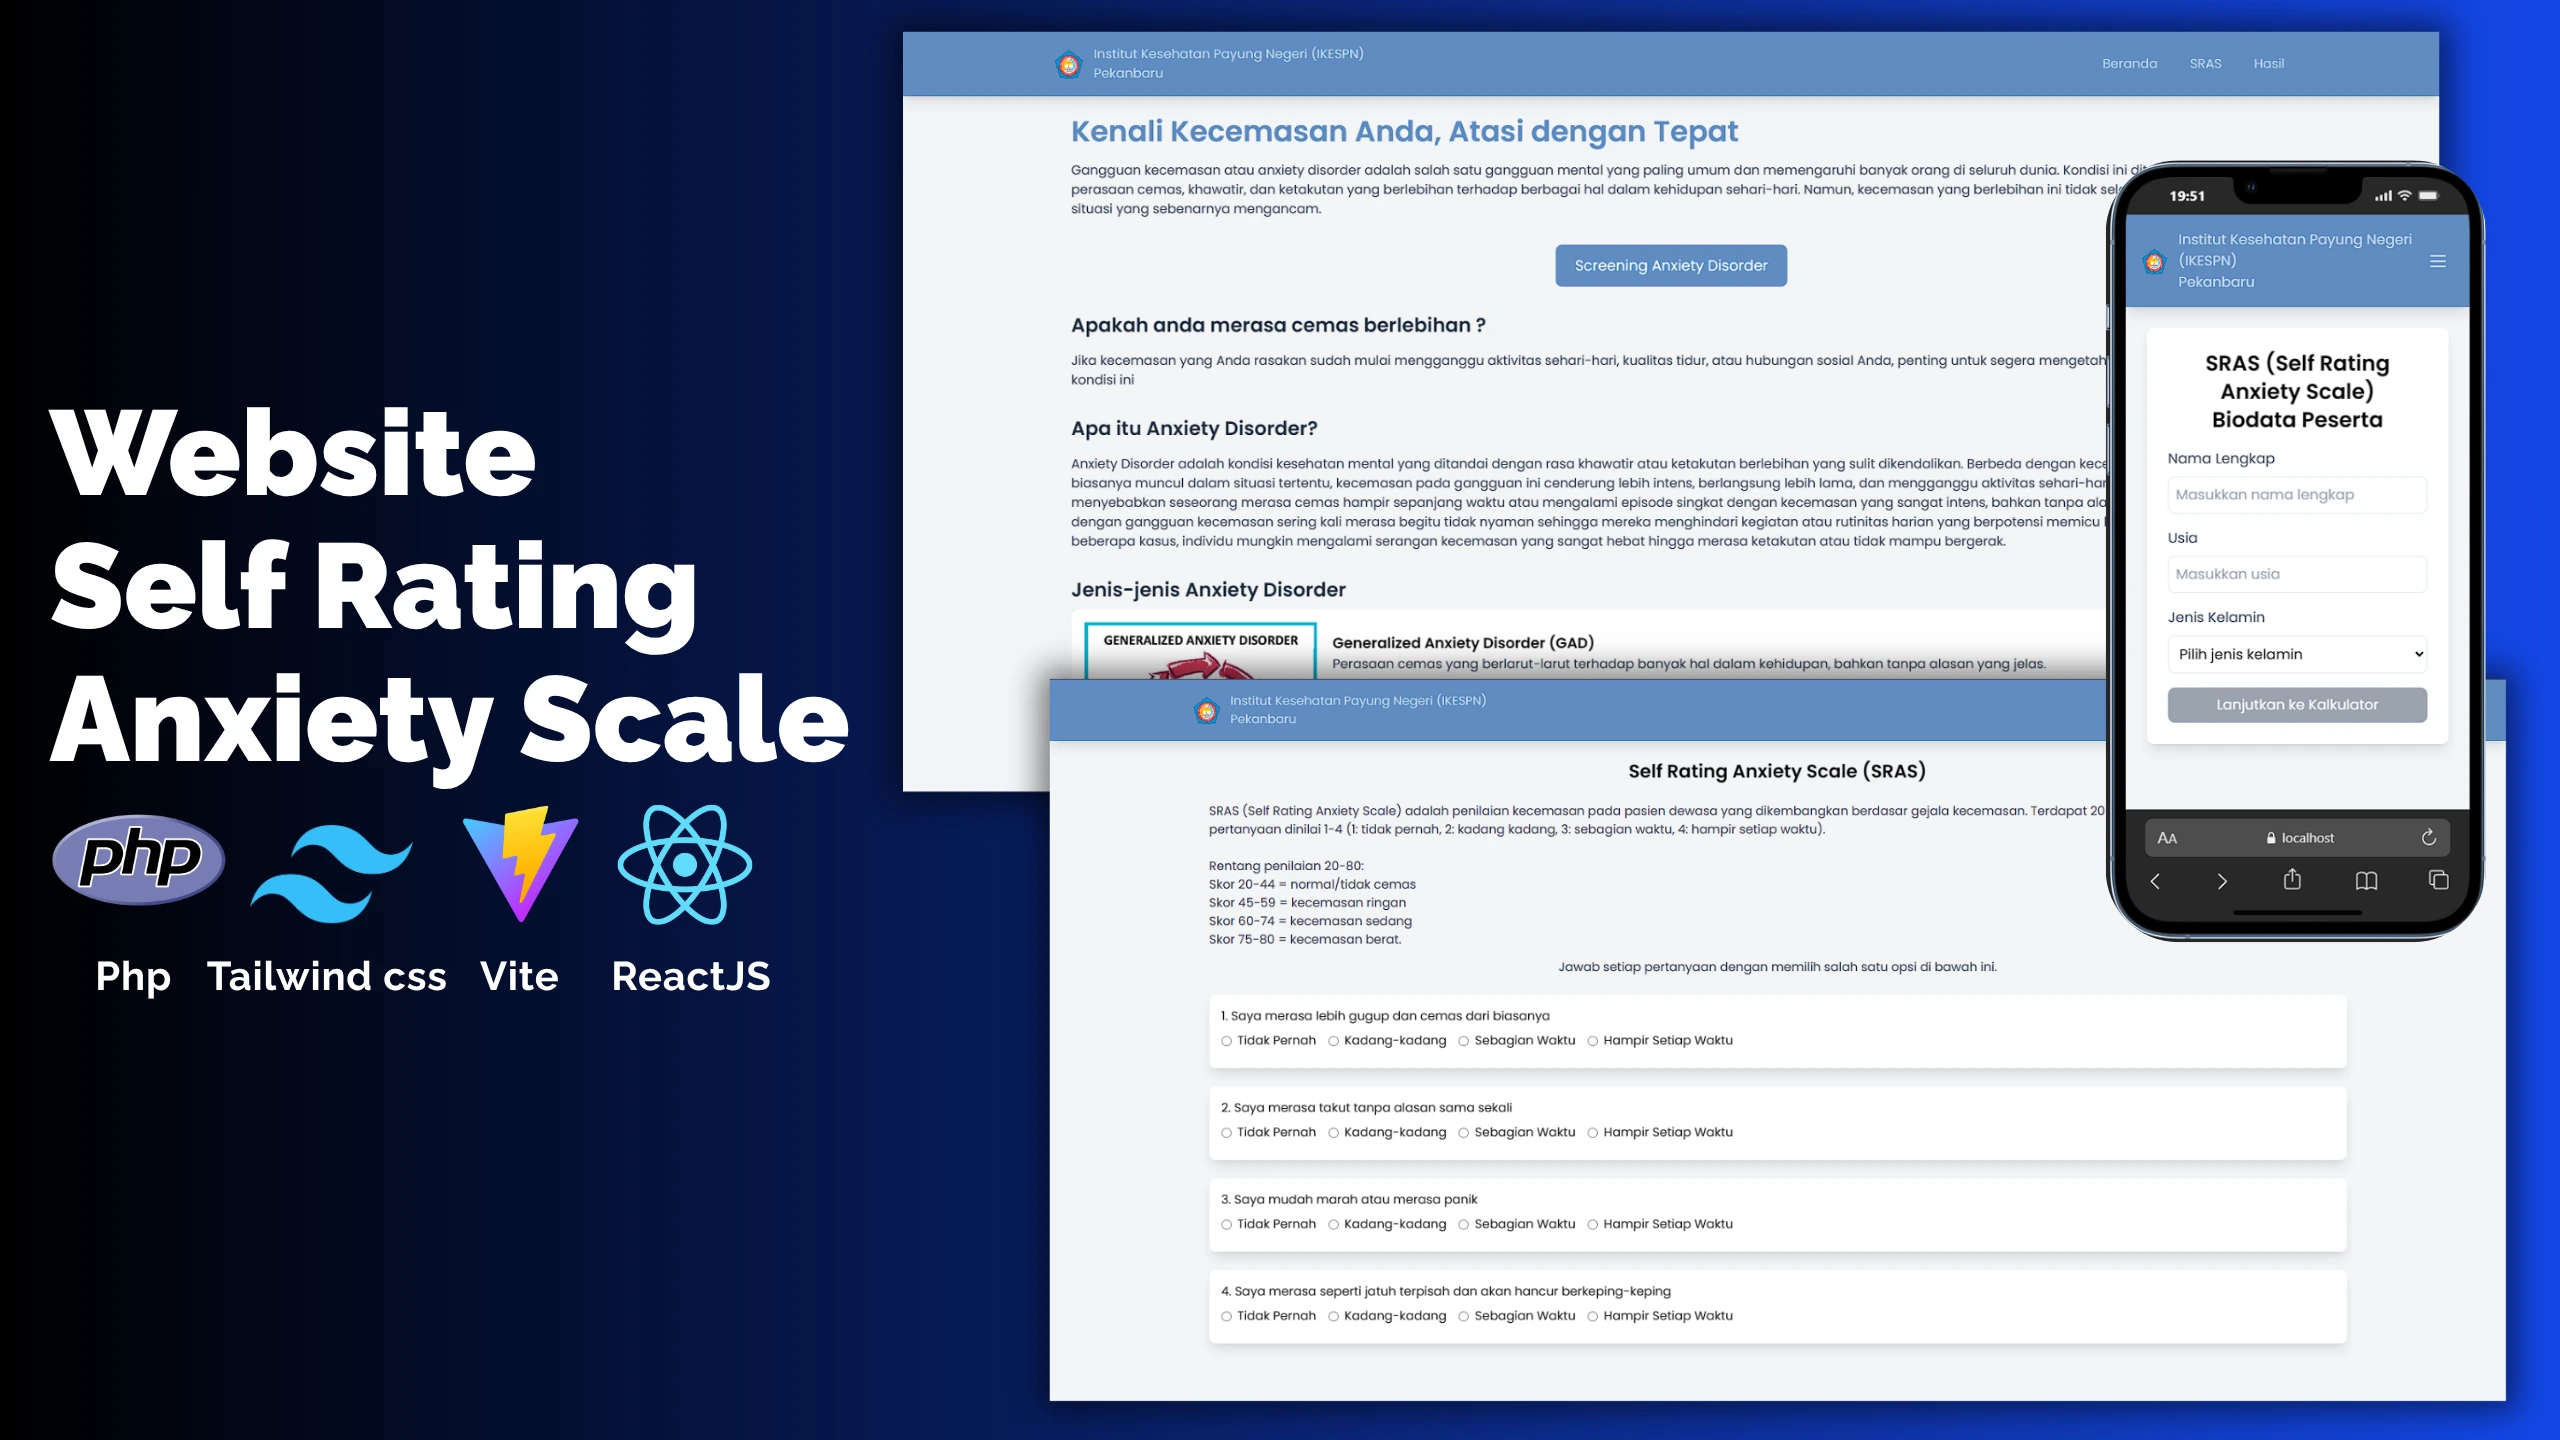 Website
Self Rating
Anxiety Scale
php
Php
Tailwind css
Vite
ReactJS
Institut Kesehatan Payung Negeri (IKESPN)
Pekanbaru
Beranda
SRAS
Hasil
Kenali Kecemasan Anda, Atasi dengan Tepat
Gangguan kecemasan atau anxiety disorder adalah salah satu gangguan mental yang paling umum dan memengaruhi banyak orang di seluruh dunia. Kondisi ini
perasaan cemas, khawatir, dan ketakutan yang berlebihan terhadap berbagai hal dalam kehidupan sehari-hari. Namun, kecemasan yang berlebihan ini tidak
situasi yang sebenarnya mengancam.
Screening Anxiety Disorder
Apakah anda merasa cemas berlebihan ?
Jika kecemasan yang Anda rasakan sudah mulai mengganggu aktivitas sehari-hari, kualitas tidur, atau hubungan sosial Anda, penting untuk segera
kondisi ini
Apa itu Anxiety Disorder?
Anxiety Disorder adalah kondisi kesehatan mental yang ditandai dengan rasa khawatir atau ketakutan berlebihan yang sulit dikendalikan. Berbeda dengan
biasanya muncul dalam situasi tertentu, kecemasan pada gangguan ini cenderung lebih intens, berlangsung lebih lama, dan mengganggu aktivitas
menyebabkan seseorang merasa cemas hampir sepanjang waktu atau mengalami episode singkat dengan kecemasan yang sangat intens, bahkan tanpa
dengan gangguan kecemasan sering kali merasa begitu tidak nyaman sehingga mereka menghindari kegiatan atau rutinitas harian yang berpotensi memicu
beberapa kasus, individu mungkin mengalami serangan kecemasan yang sangat hebat hingga merasa ketakutan atau tidak mampu bergerak.
Jenis-jenis Anxiety Disorder
GENERALIZED ANXIETY DISORDER
Generalized Anxiety Disorder (GAD)
Perasaan cemas yang berlarut-larut terhadap banyak hal dalam kehidupan, bahkan tanpa alasan yang jelas.
Institut Kesehatan Payung Negeri (IKESPN)
Pekanbaru
Self Rating Anxiety Scale (SRAS)
SRAS (Self Rating Anxiety Scale) adalah penilaian kecemasan pada pasien dewasa yang dikembangkan berdasar gejala kecemasan. Terdapat 20
pertanyaan dinilai 1-4 (1: tidak pernah, 2: kadang kadang, 3: sebagian waktu, 4: hampir setiap waktu).
Rentang penilaian 20-80:
Skor 20-44 = normal/tidak cemas
Skor 45-59 = kecemasan ringan
Skor 60-74 = kecemasan sedang
Skor 75-80 = kecemasan berat.
Jawab setiap pertanyaan dengan memilih salah satu opsi di bawah ini.
1. Saya merasa lebih gugup dan cemas dari biasanya
Tidak Pernah Kadang-kadang Sebagian Waktu Hampir Setiap Waktu
2. Saya merasa takut tanpa alasan sama sekali
Tidak Pernah Kadang-kadang Sebagian Waktu Hampir Setiap Waktu
3. Saya mudah marah atau merasa panik
Tidak Pernah Kadang-kadang Sebagian Waktu Hampir Setiap Waktu
4. Saya merasa seperti jatuh terpisah dan akan hancur berkeping-keping
Tidak Pernah Kadang-kadang Sebagian Waktu Hampir Setiap Waktu
19:51
Institut Kesehatan Payung Negeri
(IKESPN)
Pekanbaru
SRAS (Self Rating
Anxiety Scale)
Biodata Peserta
Nama Lengkap
Masukkan nama lengkap
Usia
Masukkan usia
Jenis Kelamin
Pilih jenis kelamin
Lanjutkan ke Kalkulator
AA
localhost